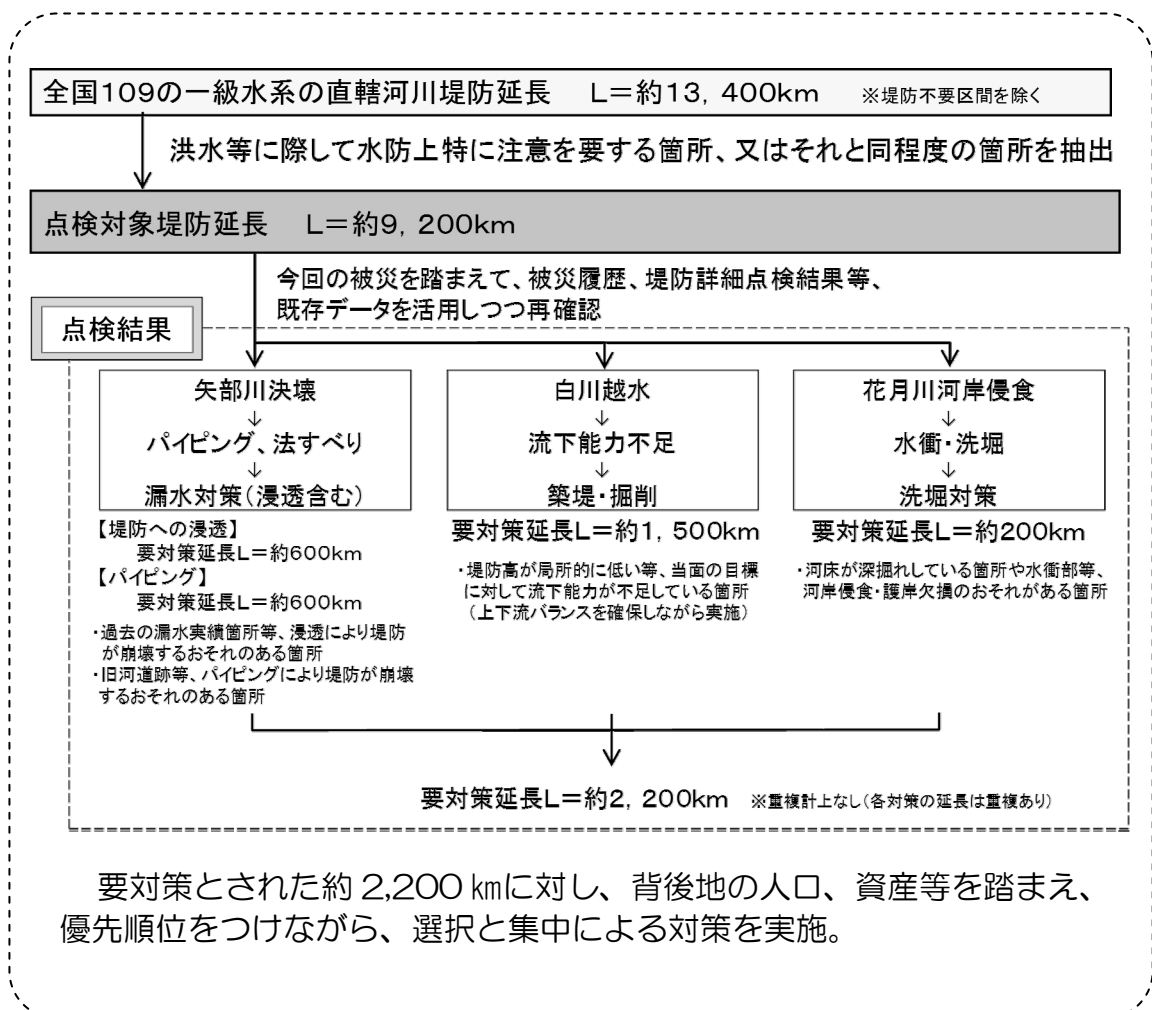 全国109の一級水系の直轄河川堤防延長　L＝約13，400km　※堤防不要区間を除く
洪水等に際して水防上特に注意を要する箇所、又はそれと同程度の箇所を抽出
点検対象堤防延長　L＝約9，200km
今回の被災を踏まえて、被災履歴、堤防詳細点検結果等、
既存データを活用しつつ再確認
点検結果
矢部川決壊
↓
パイピング、法すべり
↓
漏水対策（浸透含む）
【堤防への浸透】
要対策延長L＝約600km
【パイピング】
要対策延長L＝約600km
・過去の漏水実績箇所等、浸透により堤防
が崩壊するおそれのある箇所
・旧河道跡等、パイピングにより堤防が崩壊
するおそれのある箇所
白川越水
↓
流下能力不足
↓
築堤・掘削
要対策延長L＝約1，500km
・堤防高が局所的に低い等、当面の目標
に対して流下能力が不足している箇所
（上下流バランスを確保しながら実施）
花月川河岸侵食
↓
水衝・洗堀
↓
洗堀対策
要対策延長L＝約200km
・河床が深掘れしている箇所や水衝部等、
河岸侵食・護岸欠損のおそれがある箇所
要対策延長L＝約2，200km　※重複計上なし（各対策の延長は重複あり）
要対策とされた約 2,200 ㎞に対し、背後地の人口、資産等を踏まえ、
優先順位をつけながら、選択と集中による対策を実施。